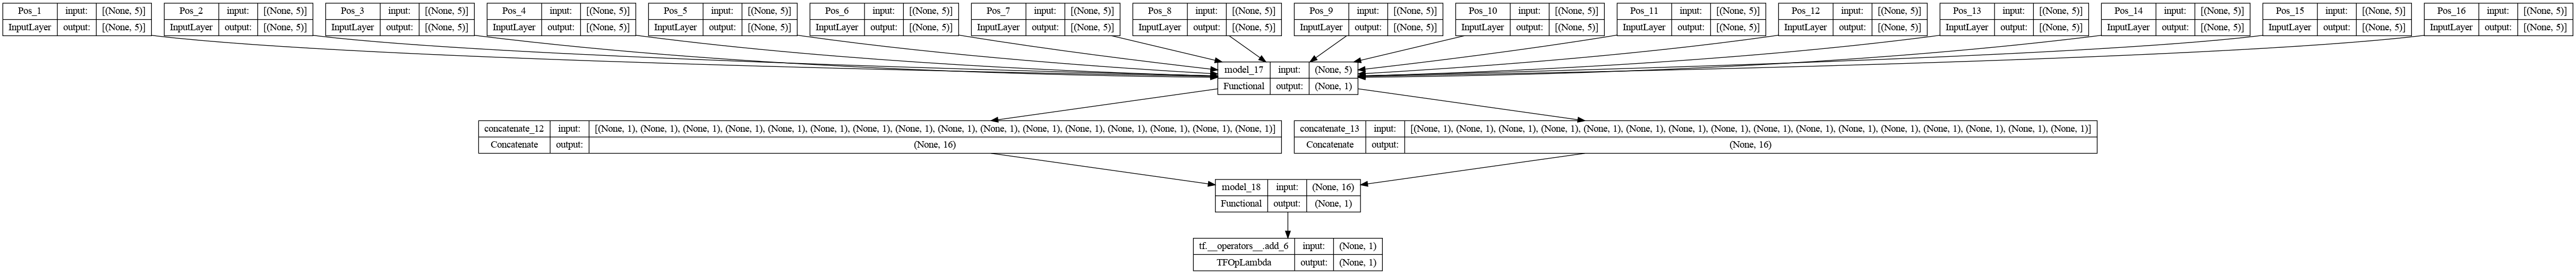 Pos_1 input: [(None, 5)] Pos_2 input: [(None, 5)] Pos_3 input: [(None, 5)] Pos_4 input: [(None, 5)] Pos_5 input: [(None, 5)] Pos_6 input: [(None, 5)] Pos_7 input: [(None, 5)] Pos_8 input: [(None, 5)] Pos_9 input: [(None, 5)] Pos_10 input: [(None, 5)] Pos_11 input: [(None, 5)] Pos_12 input: [(None, 5)] Pos_13 input: [(None, 5)] Pos_14 input: [(None, 5)] Pos_15 input: [(None, 5)] Pos_16 input: [(None, 5)]
InputLayer output: [(None, 5)] InputLayer output: [(None, 5)] InputLayer output: [(None, 5)] InputLayer output: [(None, 5)] InputLayer output: [(None, 5)] InputLayer output: [(None, 5)] InputLayer output: [(None, 5)] InputLayer output: [(None, 5)] InputLayer output: [(None, 5)] InputLayer output: [(None, 5)] InputLayer output: [(None, 5)] InputLayer output: [(None, 5)] InputLayer output: [(None, 5)] InputLayer output: [(None, 5)] InputLayer output: [(None, 5)] InputLayer output: [(None, 5)]
model_17 input: (None, 5)
Functional output: (None, 1)
concatenate_12 input: [(None, 1), (None, 1), (None, 1), (None, 1), (None, 1), (None, 1), (None, 1), (None, 1), (None, 1), (None, 1), (None, 1), (None, 1), (None, 1), (None, 1), (None, 1), (None, 1)] concatenate_13 input: [(None, 1), (None, 1), (None, 1), (None, 1), (None, 1), (None, 1), (None, 1), (None, 1), (None, 1), (None, 1), (None, 1), (None, 1), (None, 1), (None, 1), (None, 1), (None, 1)]
Concatenate output: (None, 16) Concatenate output: (None, 16)
model_18 input: (None, 16)
Functional output: (None, 1)
tf.__operators__.add_6 input: (None, 1)
TFOpLambda output: (None, 1)